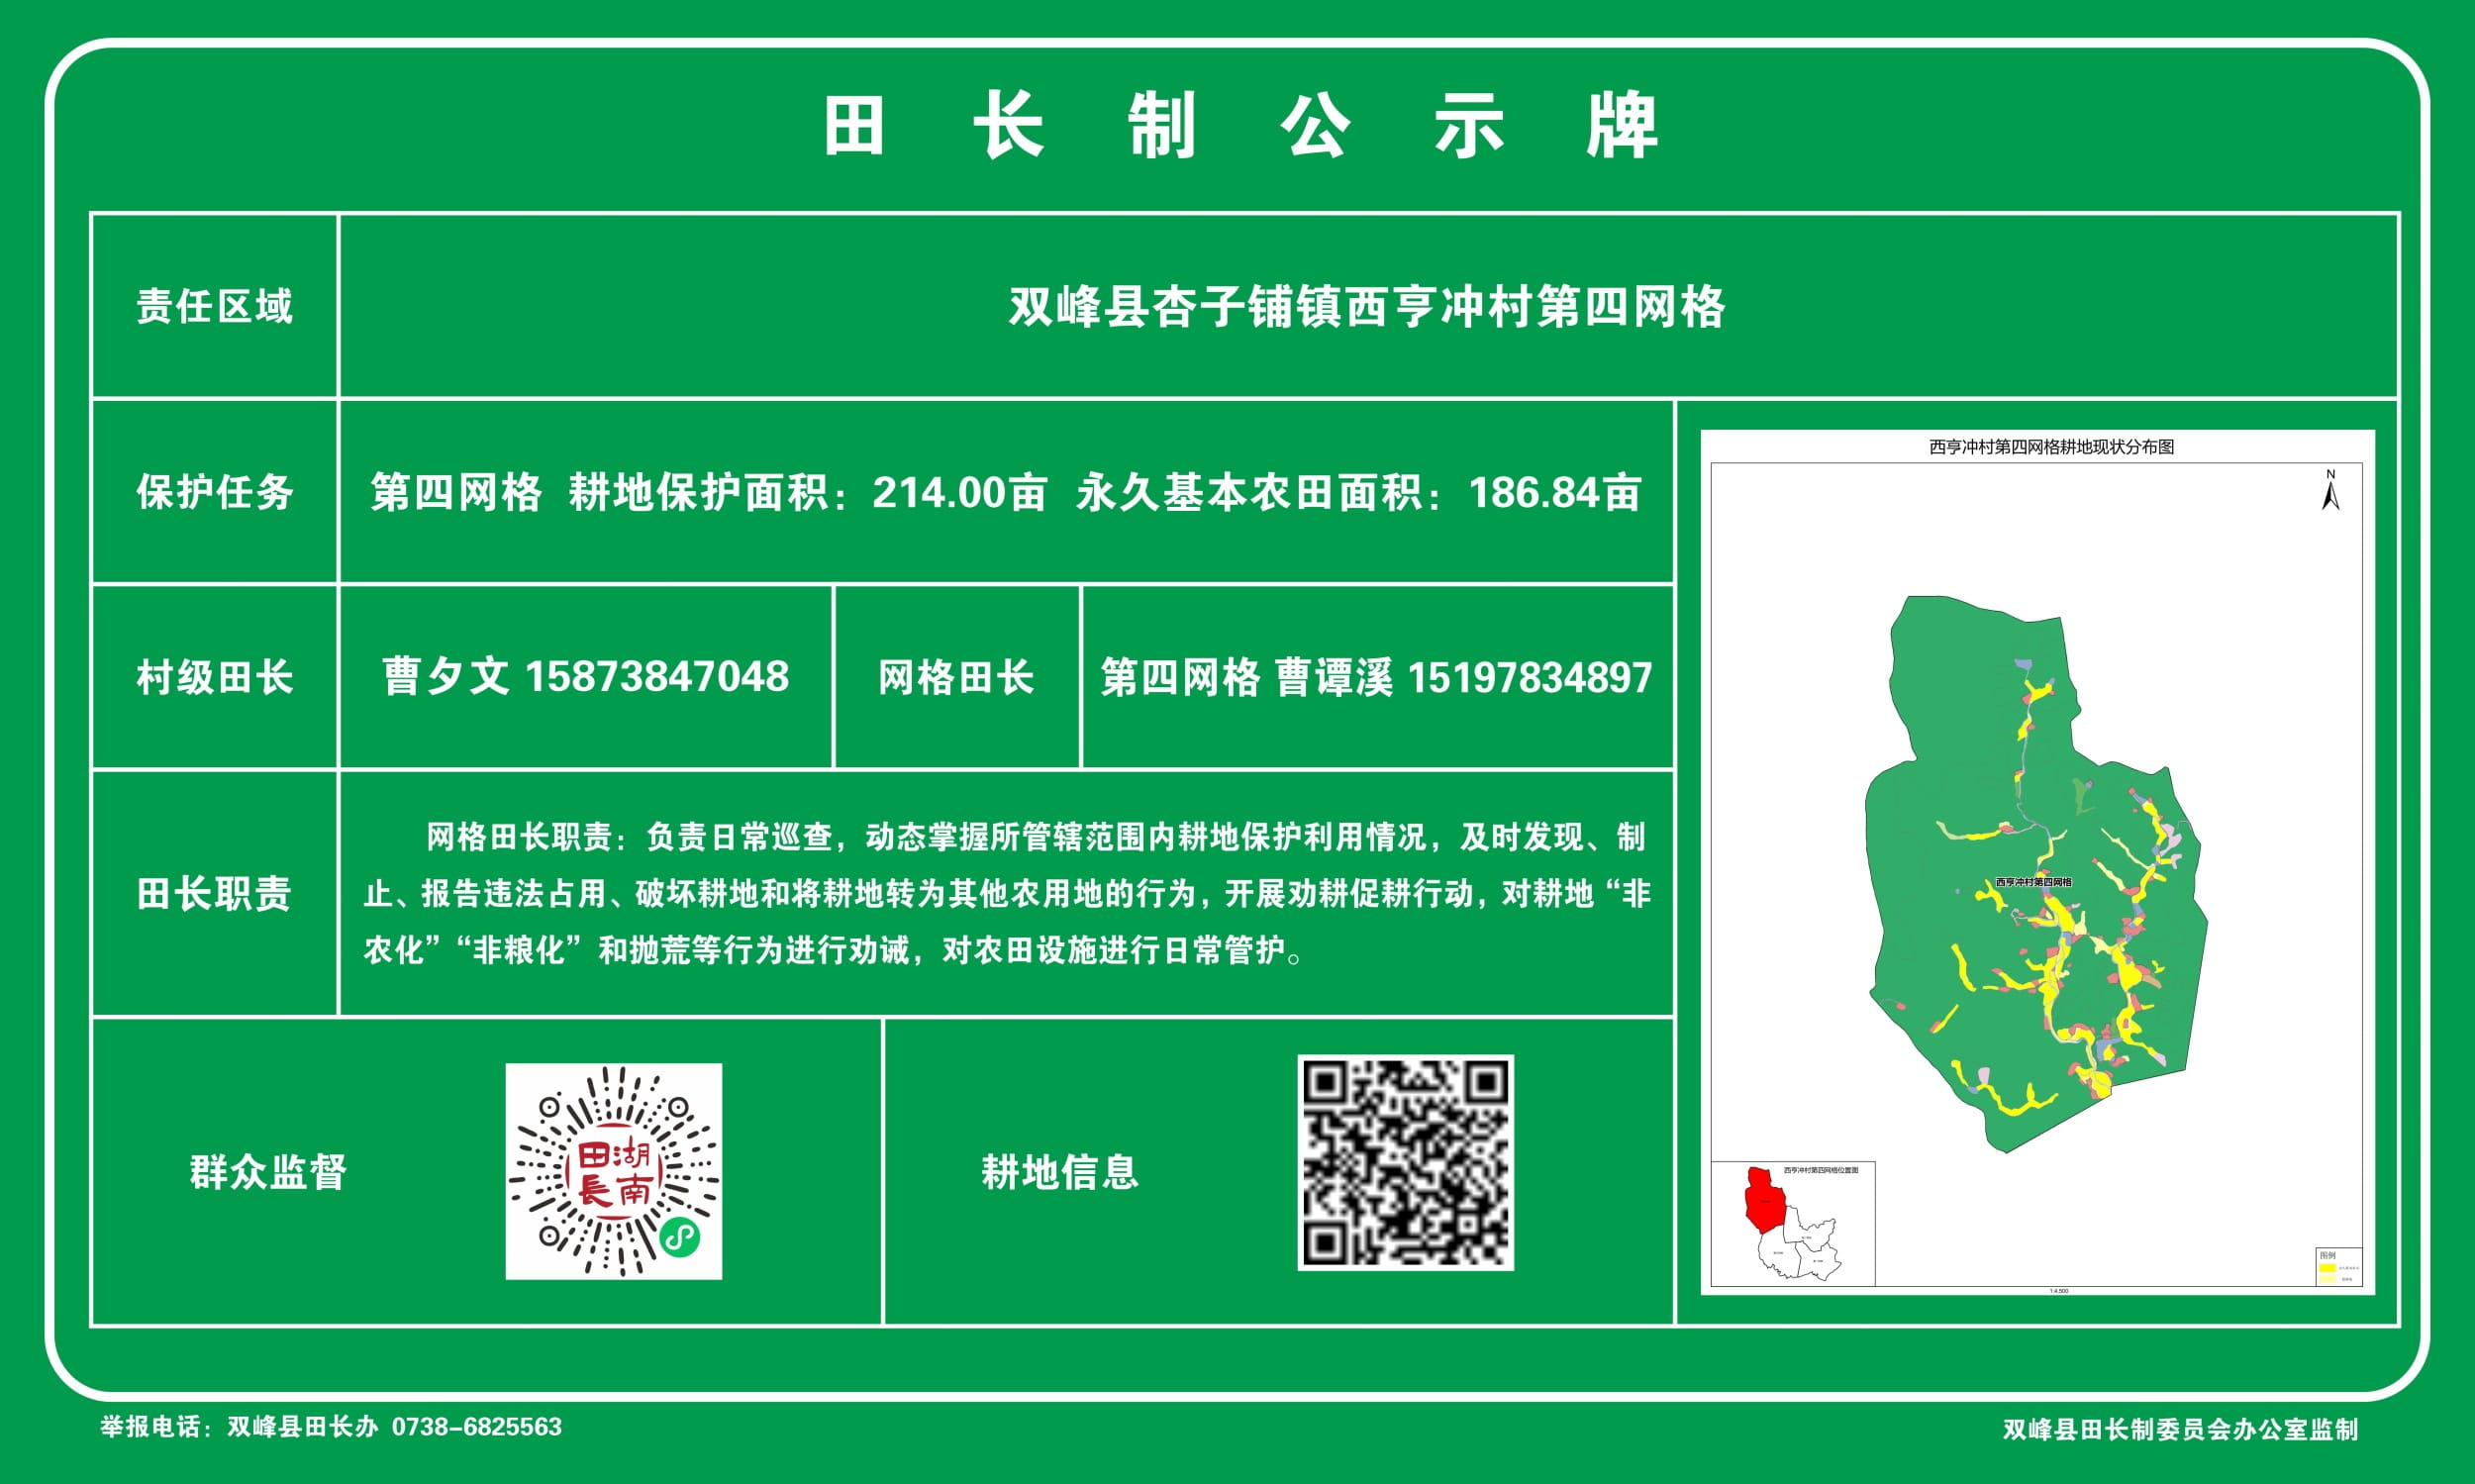 田长制公示牌
责任区域
双峰县杏子铺镇西亨冲村第四网格
保护任务
第四网格 耕地保护面积：214.00亩 永久基本农田面积：186.84亩
村级田长
曹夕文 15873847048
网格田长
第四网格 曹谭溪 15197834897
田长职责
网格田长职责：负责日常巡查，动态掌握所管辖范围内耕地保护利用情况，及时发现、制
止、报告违法占用、破坏耕地和将耕地转为其他农用地的行为，开展劝耕促耕行动，对耕地“非
农化”“非粮化”和抛荒等行为进行劝诫，对农田设施进行日常管护。
群众监督
湖南
田長
耕地信息
西亨冲村第四网格耕地现状分布图
N
西亨冲村第四网格
西亨冲村第四网格位置图
图例
1:4,500
举报电话：双峰县田长办 0738-6825563
双峰县田长制委员会办公室监制